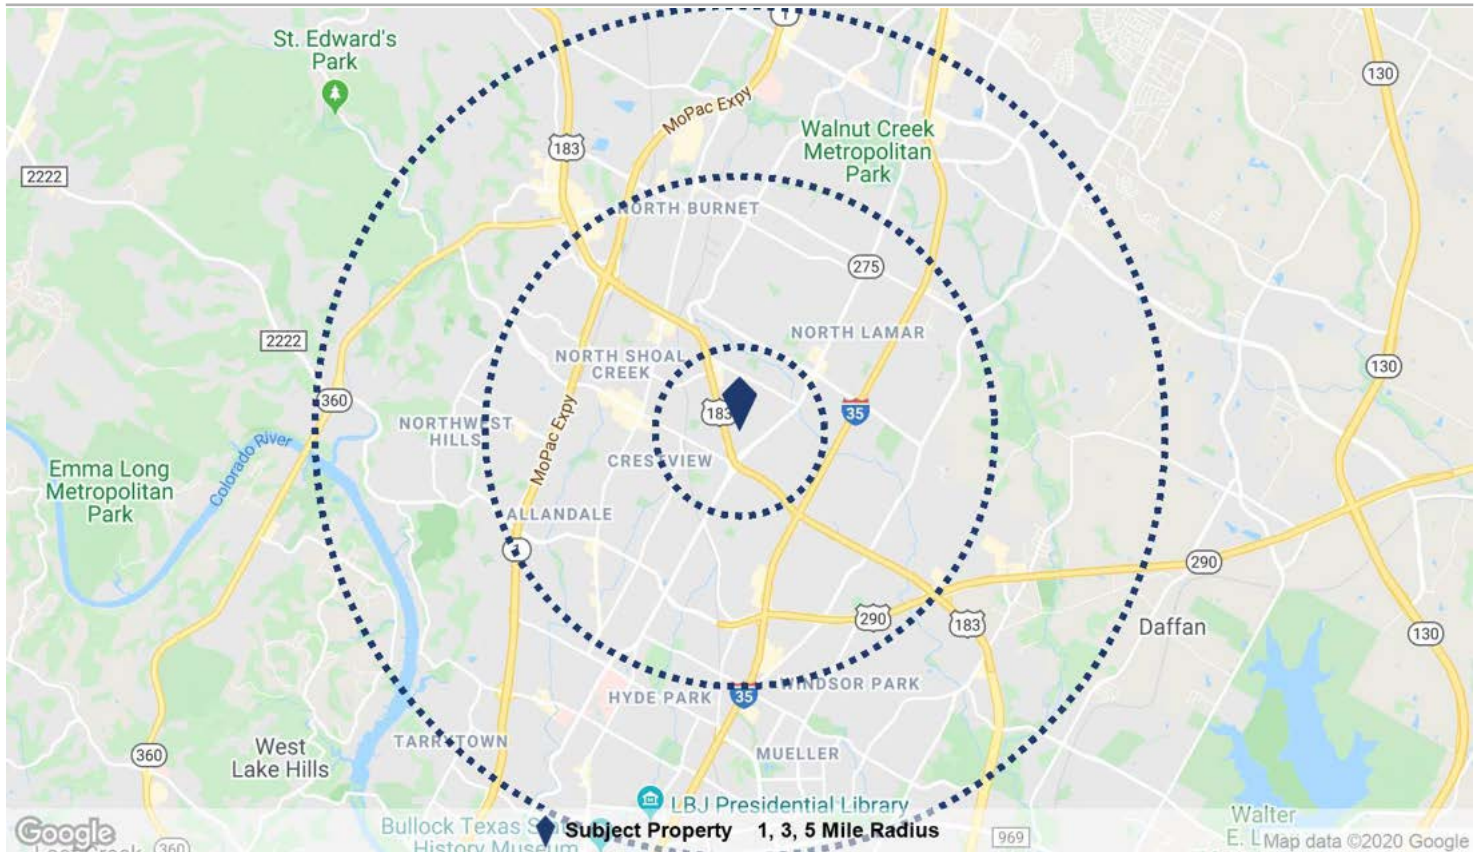 1
St. Edward's
Park
130
MoPac Expy
Walnut Creek
Metropolitan
Park
183
2222
NORTH BURNET
275
2222
NORTH LAMAR
NORTH SHOAL
CREEK
130
360
183
35
NORTHWEST
HILLS
MoPac Expy
CRESTVIEW
Colorado River
Emma Long
Metropolitan
Park
ALLANDALE
1
290
290
183
Daffan
130
HYDE PARK
35
WINDSOR PARK
TARRYTOWN
360
West
Lake Hills
MUELLER
LBJ Presidential Library
Bullock Texas
History Museum
Subject Property 1, 3, 5 Mile Radius
969
Walter
E. L
Google
360
Map data ©2020 Google